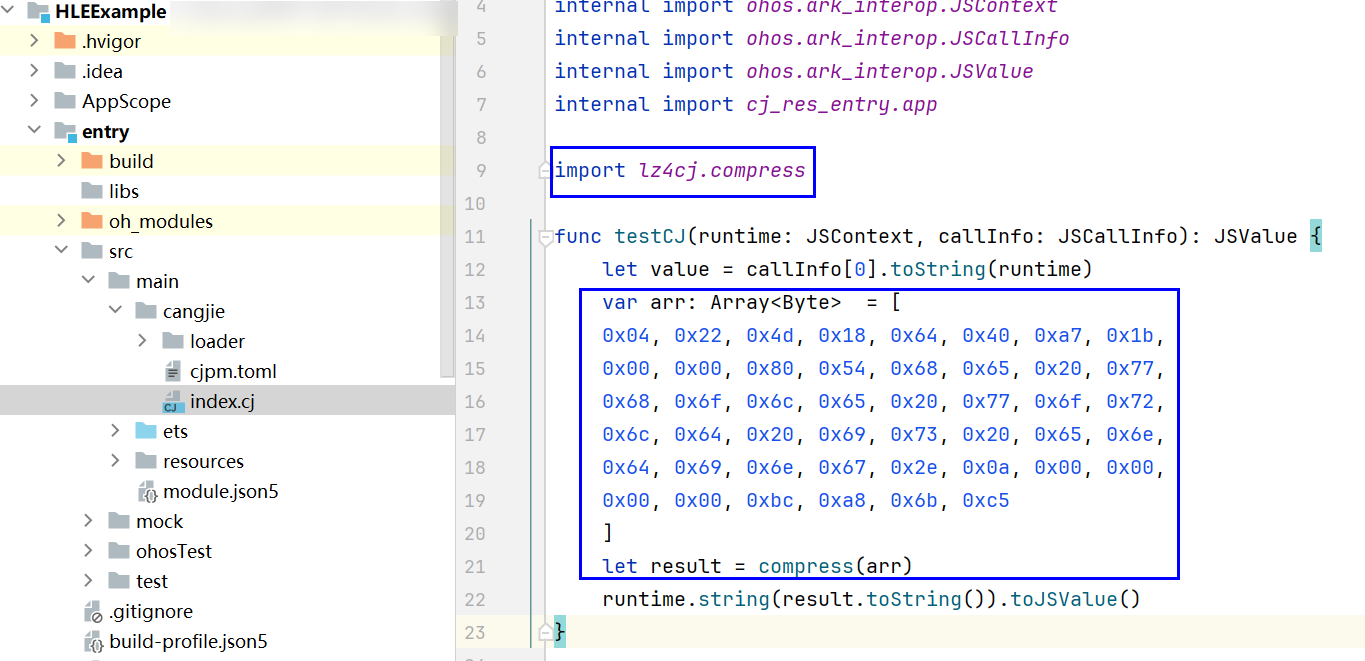 HLEExample
.hvigor
.idea
AppScope
entry
build
libs
oh_modules
src
main
cangjie
loader
cjpm.toml
index.cj
ets
resources
module.json5
mock
ohosTest
test
.gitignore
build-profile.json5
4 internal import ohos.ark_interop.JSContext
5 internal import ohos.ark_interop.JSCallInfo
6 internal import ohos.ark_interop.JSValue
7 internal import cj_res_entry.app
8
9 import lz4cj.compress
10
11 func testCJ(runtime: JSContext, callInfo: JSCallInfo): JSValue {
12 let value = callInfo[0].toString(runtime)
13 var arr: Array<Byte>  = [
14 0x04, 0x22, 0x4d, 0x18, 0x64, 0x40, 0xa7, 0x1b,
15 0x00, 0x00, 0x80, 0x54, 0x68, 0x65, 0x20, 0x77,
16 0x68, 0x6f, 0x6c, 0x65, 0x20, 0x77, 0x6f, 0x72,
17 0x6c, 0x64, 0x20, 0x69, 0x73, 0x20, 0x65, 0x6e,
18 0x64, 0x69, 0x6e, 0x67, 0x2e, 0x0a, 0x00, 0x00,
19 0x00, 0x00, 0xbc, 0xa8, 0x6b, 0xc5
20 ]
21 let result = compress(arr)
22 runtime.string(result.toString()).toJSValue()
23 }